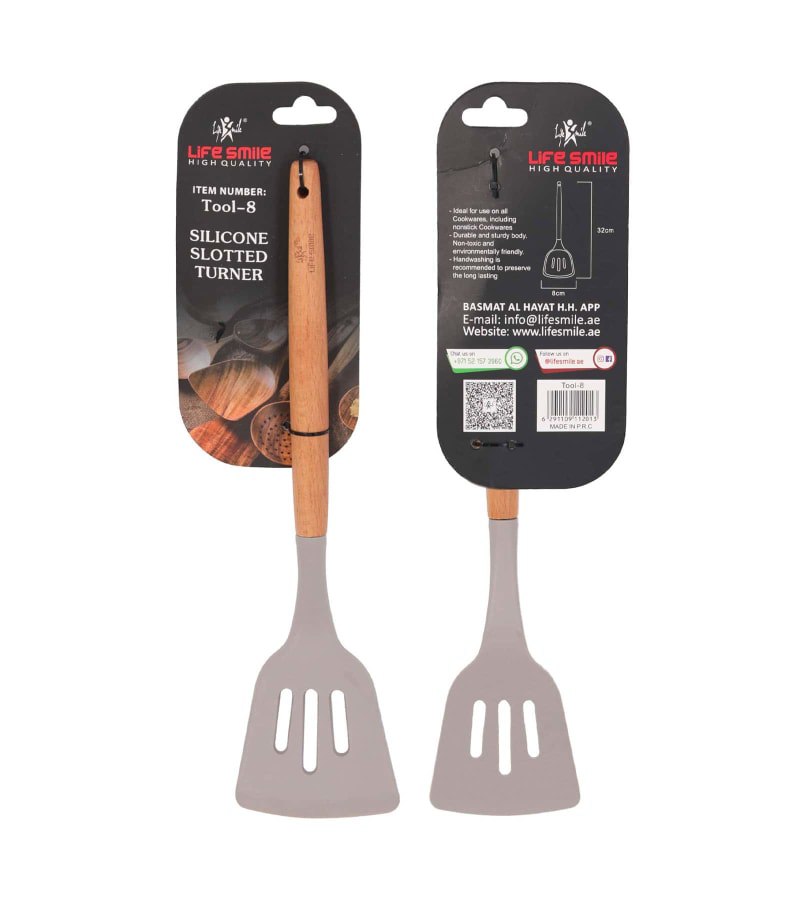 Life Smile
LIFE SMILE
HIGH QUALITY
ITEM NUMBER:
Tool-8
SILICONE
SLOTTED
TURNER
LIFE SMILE
Life Smile
LIFE SMILE
HIGH QUALITY
- Ideal for use on all
Cookwares, including
nonstick Cookwares
- Durable and sturdy body.
Non-toxic and
environmentally friendly.
- Handwashing is
recommended to preserve
the long lasting
32cm
8cm
BASMAT AL HAYAT H.H. APP
E-mail: info@lifesmile.ae
Website: www.lifesmile.ae
Chat us on
+971 52 157 3960
Follow us on
@lifesmile.ae
Tool-8
6 291109 112013
MADE IN P.R.C